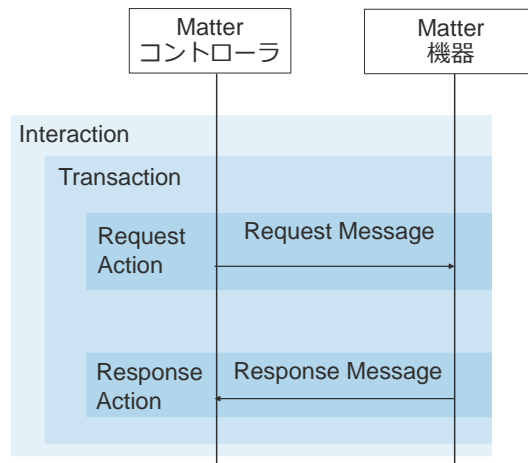 Matter
コントローラ
Matter
機器
Interaction
Transaction
Request
Action
Request Message
Response
Action
Response Message